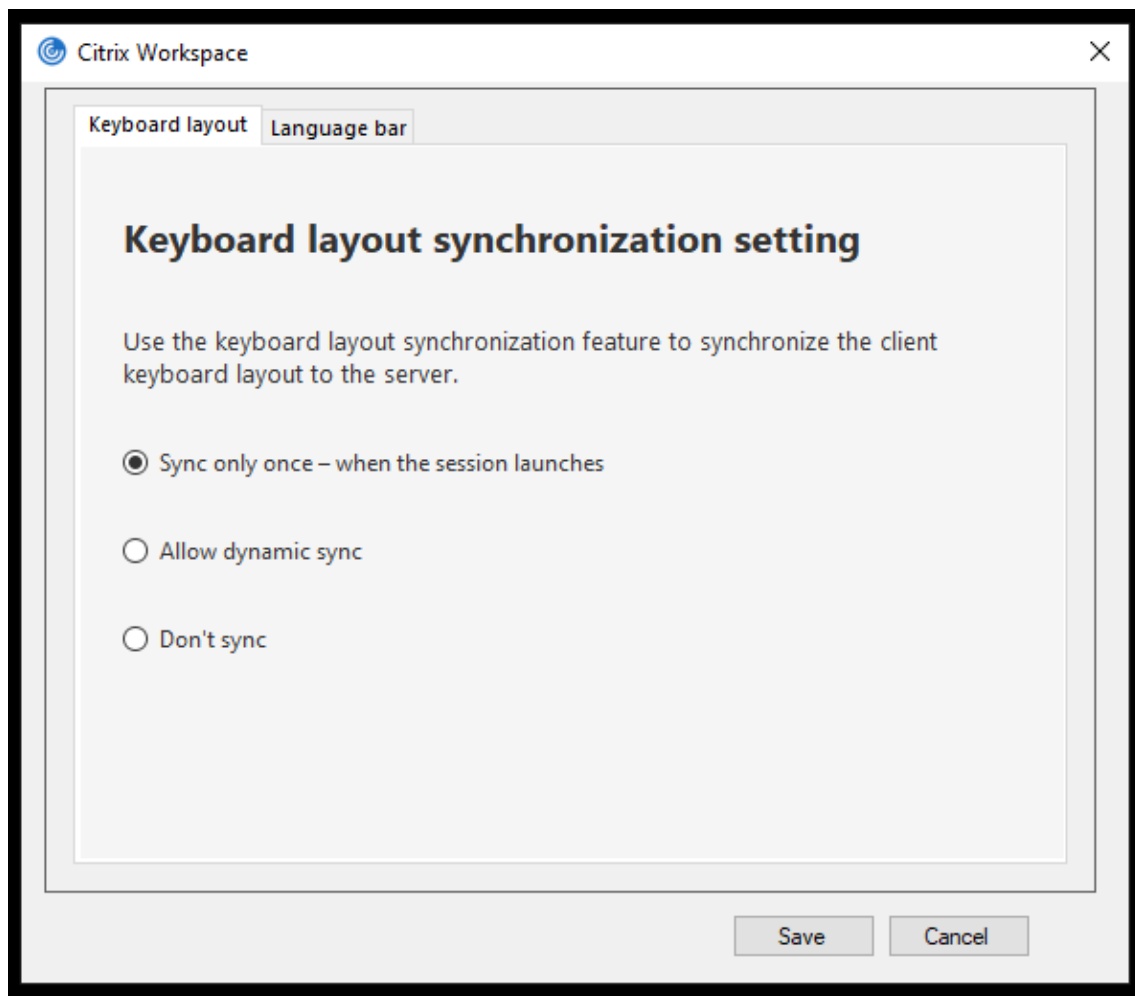 Citrix Workspace
Keyboard layout
Language bar
Keyboard layout synchronization setting
Use the keyboard layout synchronization feature to synchronize the client
keyboard layout to the server.
Sync only once – when the session launches
Allow dynamic sync
Don't sync
Save
Cancel